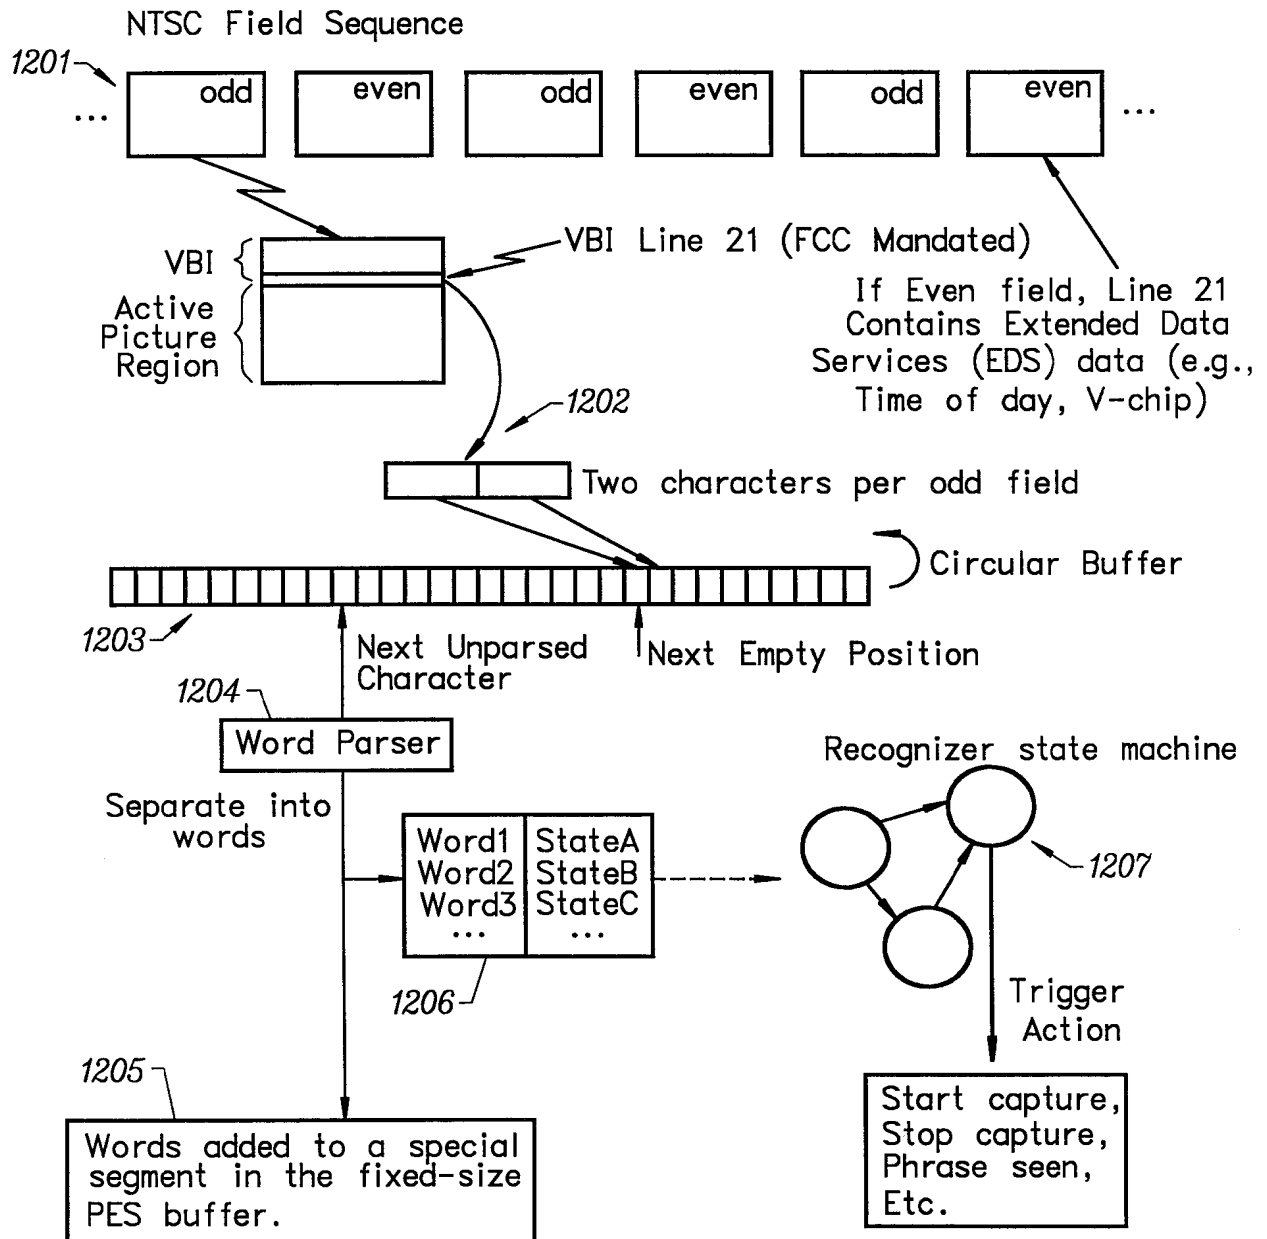 NTSC Field Sequence
1201
... odd even odd even odd even ...
VBI
VBI Line 21 (FCC Mandated)
Active
Picture
Region
If Even field, Line 21
Contains Extended Data
Services (EDS) data (e.g.,
Time of day, V-chip)
1202
Two characters per odd field
Circular Buffer
1203
Next Unparsed
Character
Next Empty Position
1204
Word Parser
Separate into
words
Word1 StateA
Word2 StateB
Word3 StateC
... ...
1206
Recognizer state machine
1207
Trigger
Action
1205
Words added to a special
segment in the fixed-size
PES buffer.
Start capture,
Stop capture,
Phrase seen,
Etc.